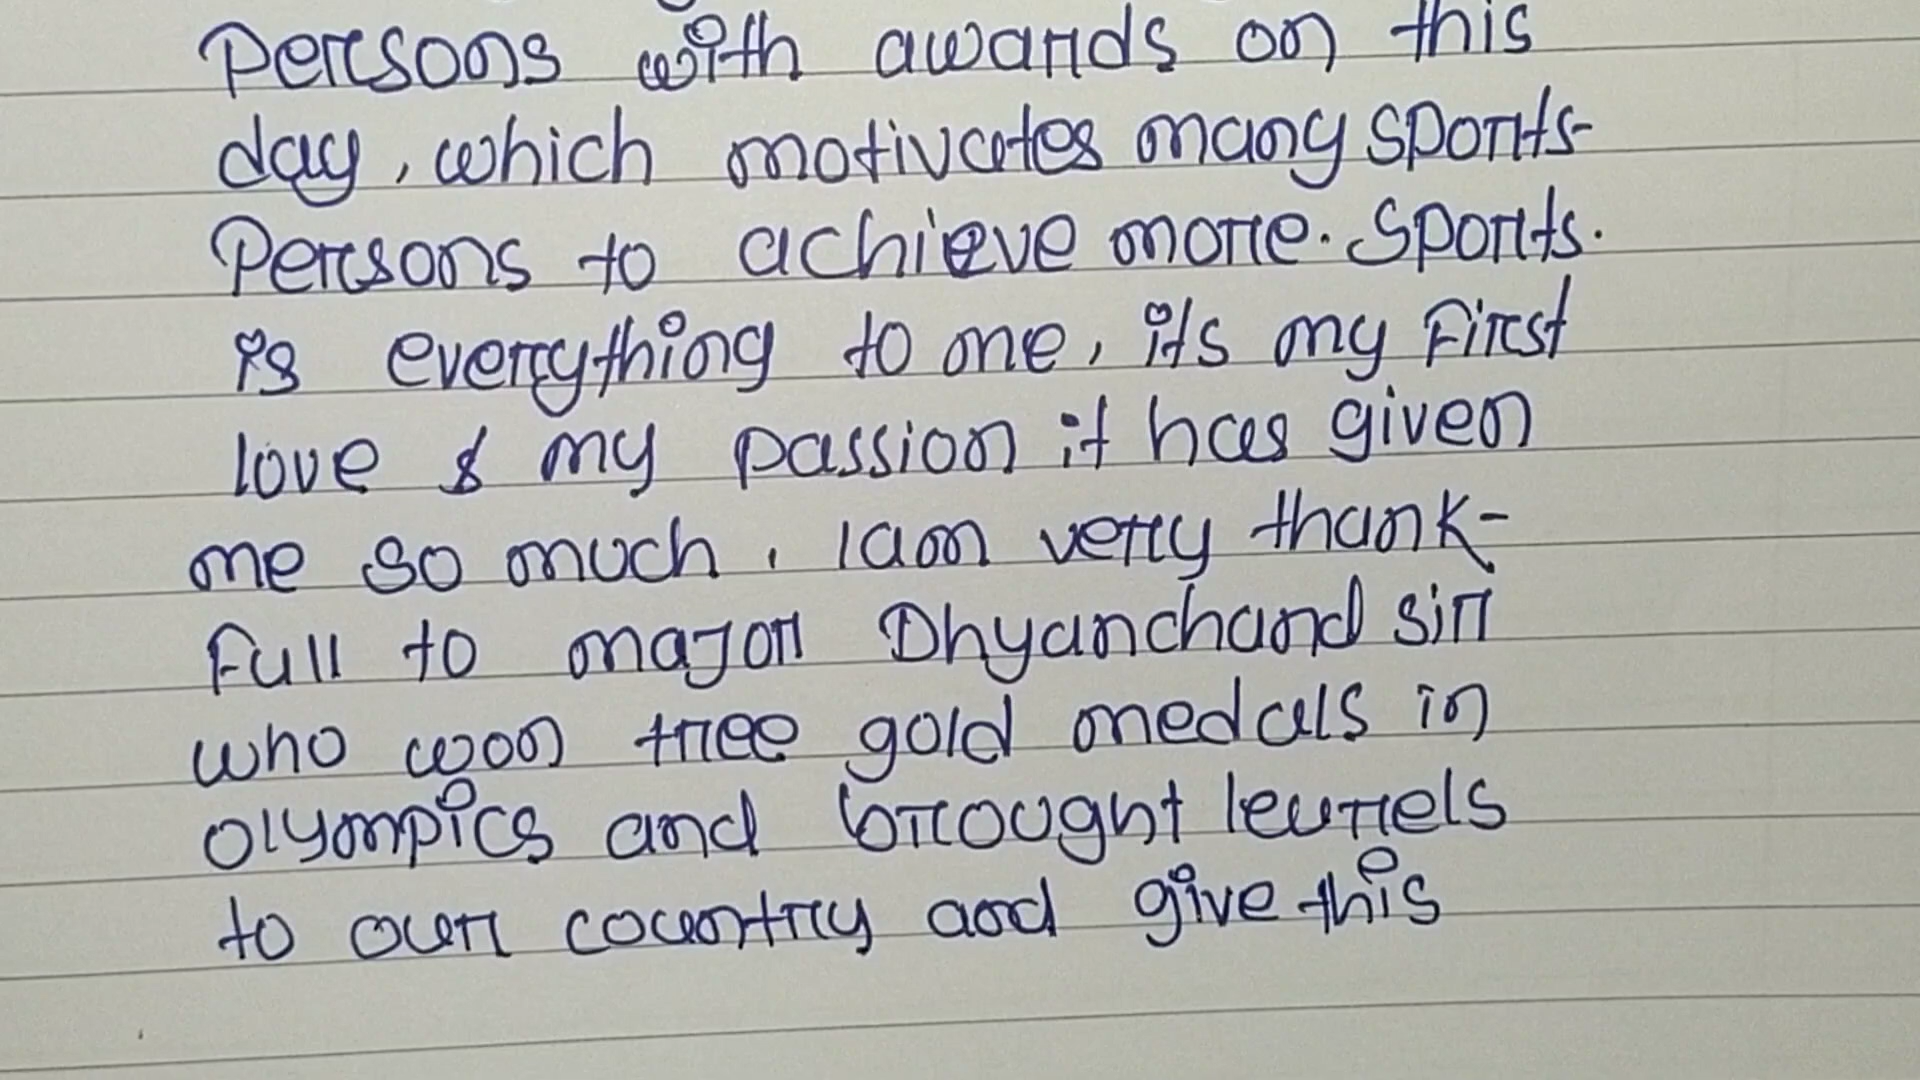 Persons with awards on this
day, which motivates many sports-
Persons to achieve more. Sports.
is everything to me, its my First
love & my passion it has given
me so much. I am very thank-
Full to major Dhyanchand sir
who won tree gold medals in
olympics and brought leurels
to our country and give this